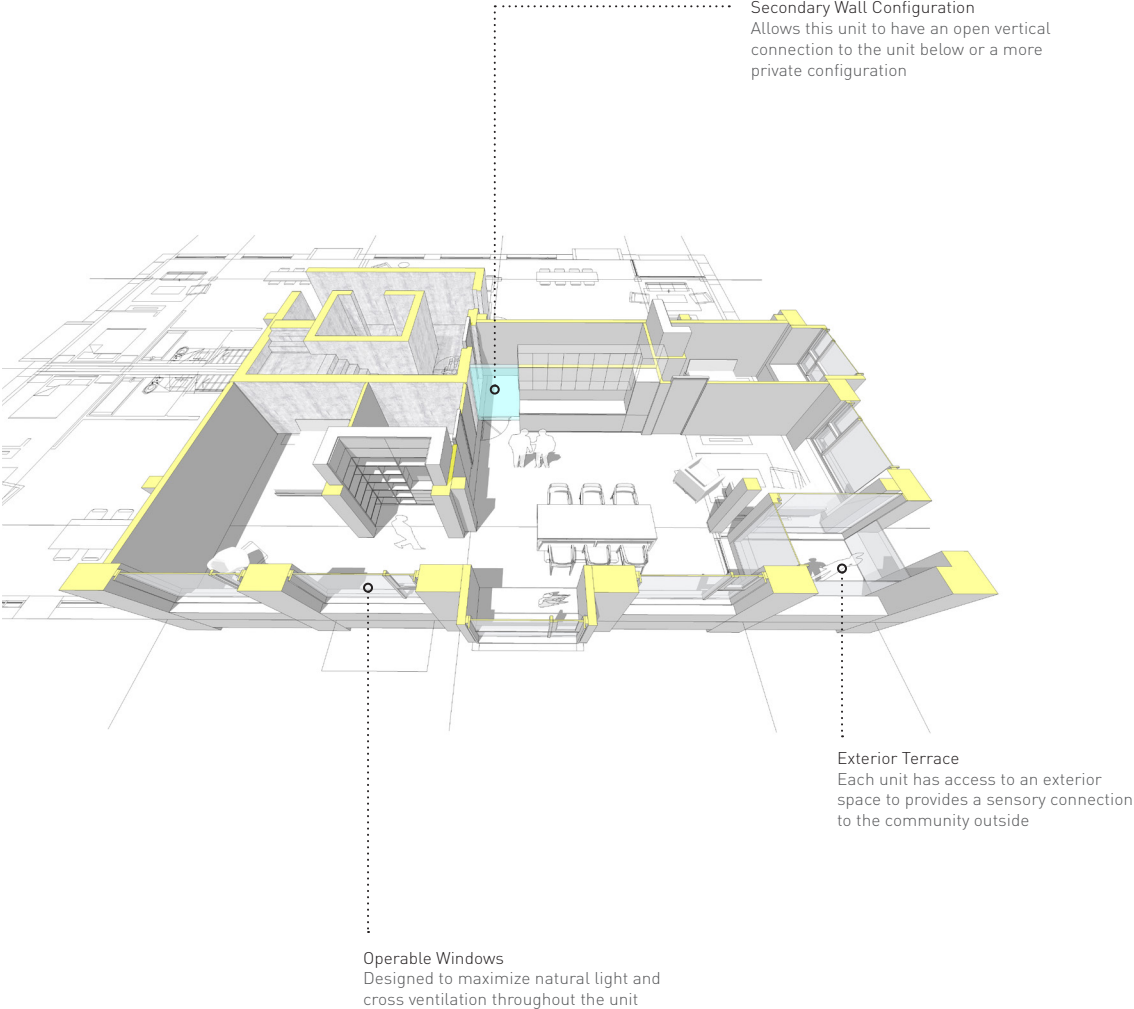 Secondary Wall Configuration
Allows this unit to have an open vertical
connection to the unit below or a more
private configuration
Exterior Terrace
Each unit has access to an exterior
space to provides a sensory connection
to the community outside
Operable Windows
Designed to maximize natural light and
cross ventilation throughout the unit